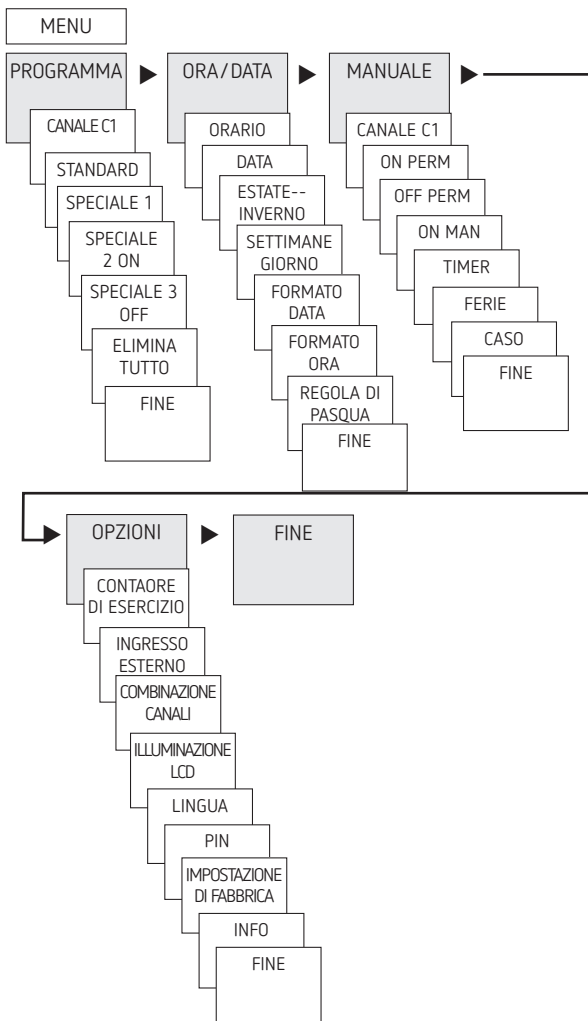 MENU
PROGRAMMA
CANALE C1
STANDARD
SPECIALE 1
SPECIALE
2 ON
SPECIALE 3
OFF
ELIMINA
TUTTO
FINE
ORA/DATA
ORARIO
DATA
ESTATE--
INVERNO
SETTIMANE
GIORNO
FORMATO
DATA
FORMATO
ORA
REGOLA DI
PASQUA
FINE
MANUALE
CANALE C1
ON PERM
OFF PERM
ON MAN
TIMER
FERIE
CASO
FINE
OPZIONI
CONTAORE
DI ESERCIZIO
INGRESSO
ESTERNO
COMBINAZIONE
CANALI
ILLUMINAZIONE
LCD
LINGUA
PIN
IMPOSTAZIONE
DI FABBRICA
INFO
FINE
FINE